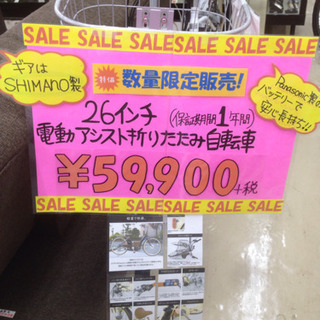 SALE SALE SALE SALE SALE SALE
ギアは
SHIMANO製
特価 数量限定販売!
Panasonic製の
バッテリーで
安心長持ち!!
26インチ (保証期間1年間)
電動アシスト折りたたみ自転車
¥59,900+税
SALE SALE SALE SALE SALE SALE